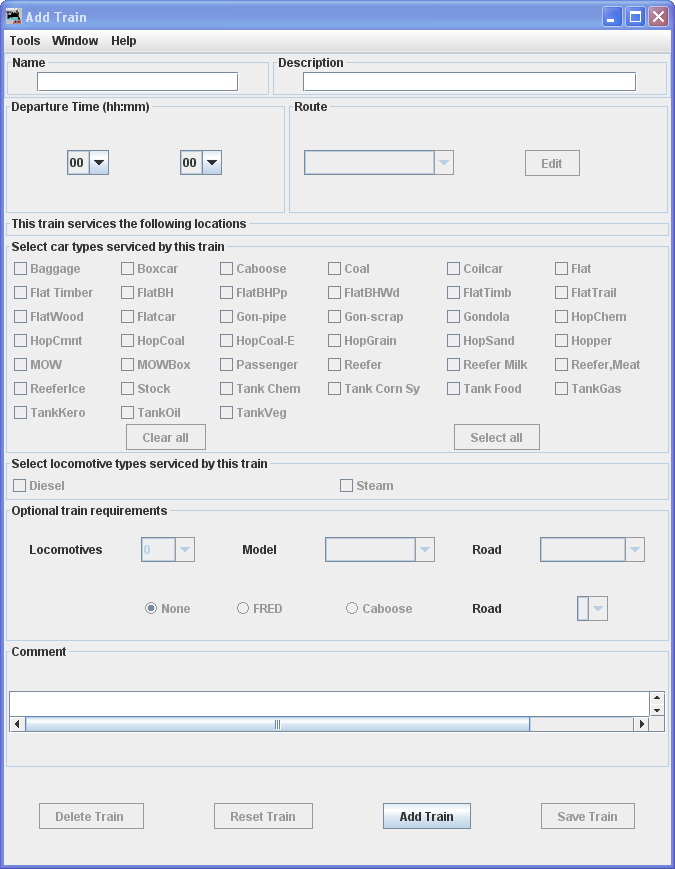 Add Train
Tools Window Help
Name Description
Departure Time (hh:mm) Route
00 00 Edit
This train services the following locations
Select car types serviced by this train
Baggage Boxcar Caboose Coal Coilcar Flat
Flat Timber FlatBH FlatBHPp FlatBHWd FlatTimb FlatTrail
FlatWood Flatcar Gon-pipe Gon-scrap Gondola HopChem
HopCmnt HopCoal HopCoal-E HopGrain HopSand Hopper
MOW MOWBox Passenger Reefer Reefer Milk Reefer,Meat
ReeferIce Stock Tank Chem Tank Corn Sy Tank Food TankGas
TankKero TankOil TankVeg
Clear all Select all
Select locomotive types serviced by this train
Diesel Steam
Optional train requirements
Locomotives 0 Model Road
None FRED Caboose Road
Comment
Delete Train Reset Train Add Train Save Train